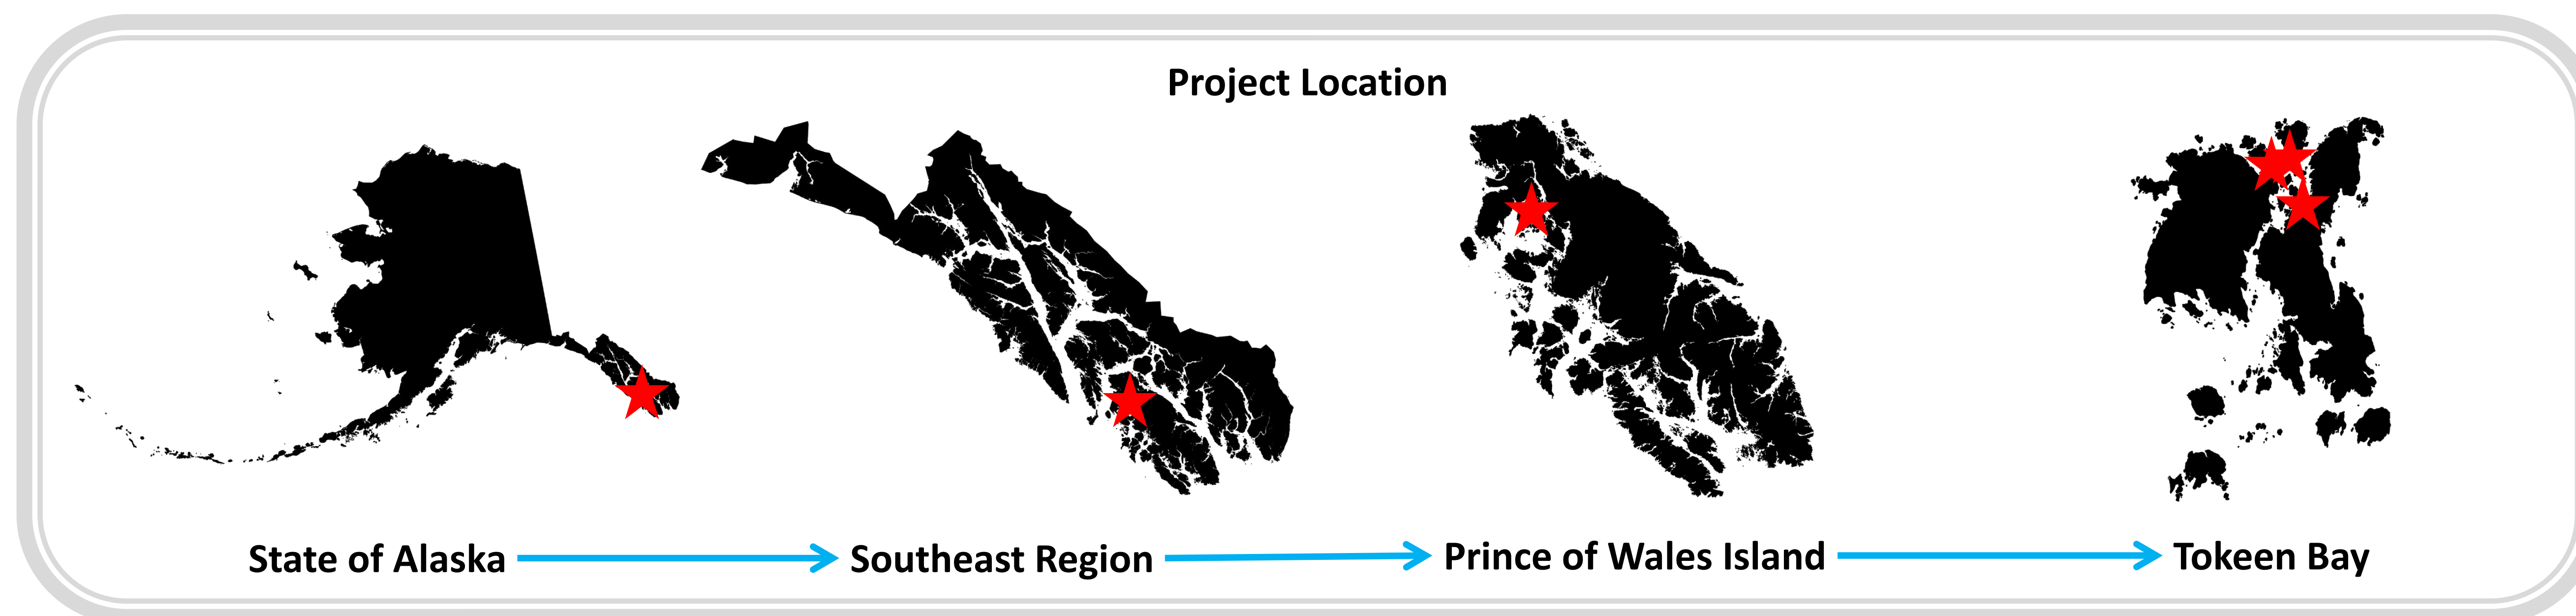 Project Location
State of Alaska
Southeast Region
Prince of Wales Island
Tokeen Bay